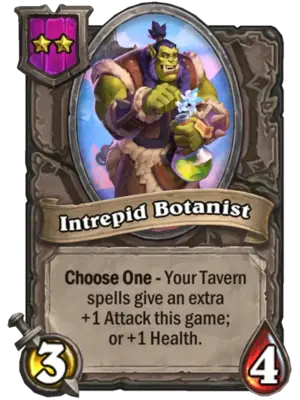 Intrepid Botanist
Choose One - Your Tavern
spells give an extra
+1 Attack this game;
or +1 Health.
3
4